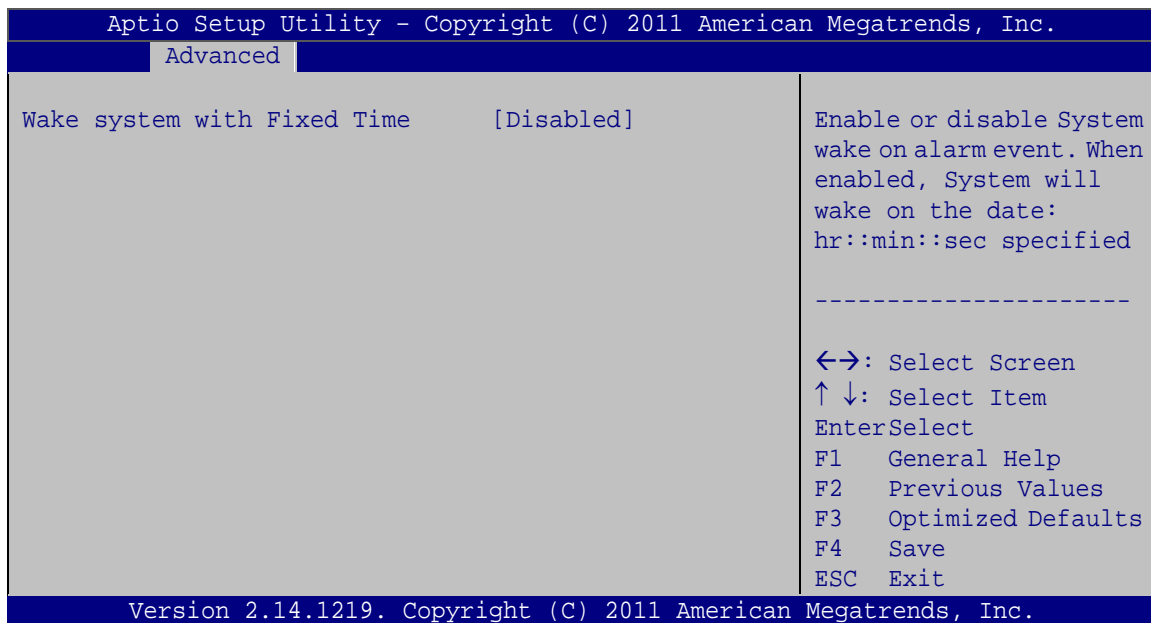 Aptio Setup Utility – Copyright (C) 2011 American Megatrends, Inc.
Advanced
Wake system with Fixed Time [Disabled]
Enable or disable System
wake on alarm event. When
enabled, System will
wake on the date:
hr::min::sec specified
----------------------
←→: Select Screen
↑ ↓: Select Item
EnterSelect
F1 General Help
F2 Previous Values
F3 Optimized Defaults
F4 Save
ESC Exit
Version 2.14.1219. Copyright (C) 2011 American Megatrends, Inc.